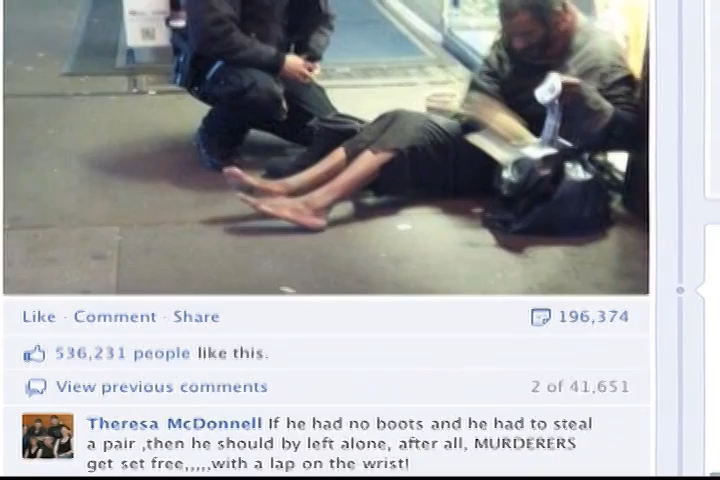 Like · Comment · Share 196,374
536,231 people like this.
View previous comments 2 of 41,651
Theresa McDonnell If he had no boots and he had to steal
a pair ,then he should by left alone, after all, MURDERERS
get set free,,,,,with a lap on the wrist!